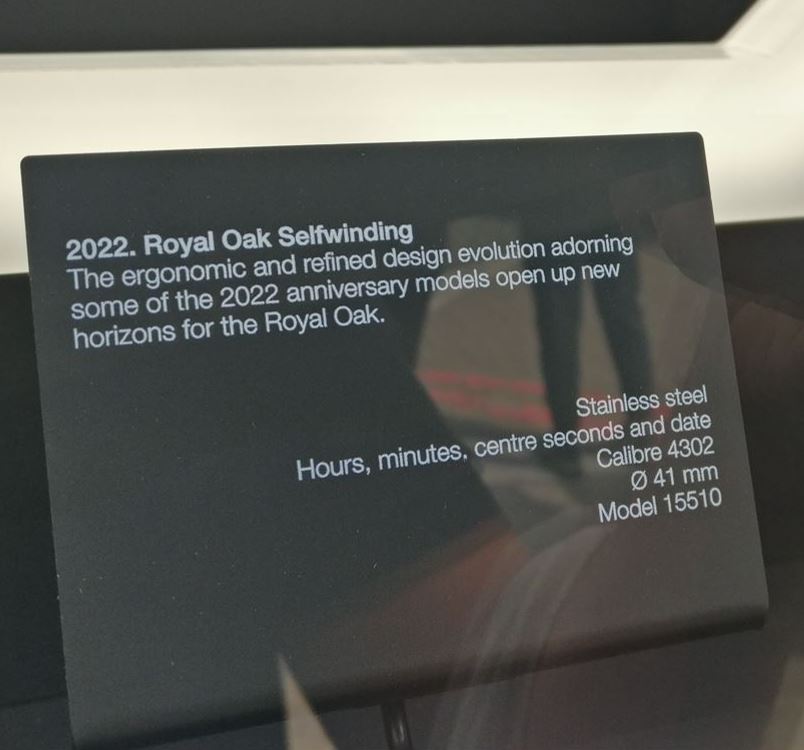 2022. Royal Oak Selfwinding
The ergonomic and refined design evolution adorning
some of the 2022 anniversary models open up new
horizons for the Royal Oak.
Stainless steel
Hours, minutes, centre seconds and date
Calibre 4302
Ø 41 mm
Model 15510